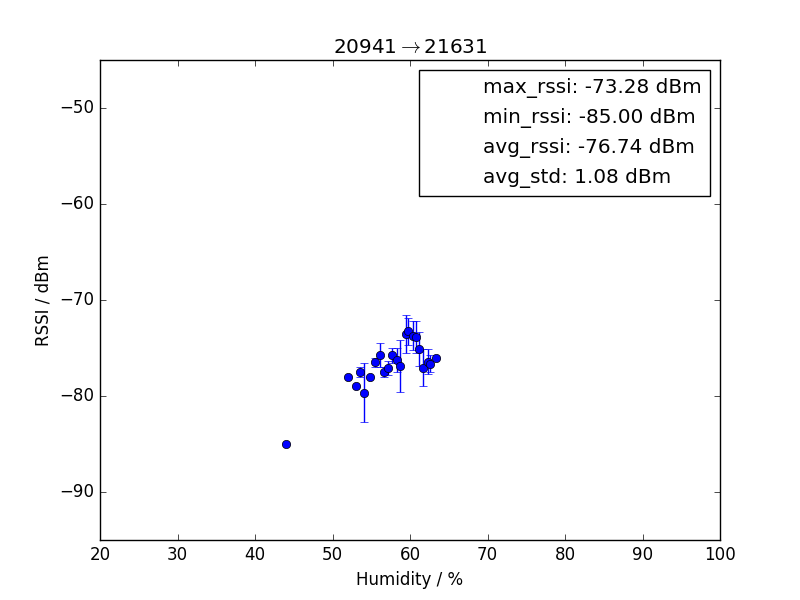 20941→21631
max_rssi: -73.28 dBm
min_rssi: -85.00 dBm
avg_rssi: -76.74 dBm
avg_std: 1.08 dBm
RSSI / dBm
−50
−60
−70
−80
−90
20 30 40 50 60 70 80 90 100
Humidity / %